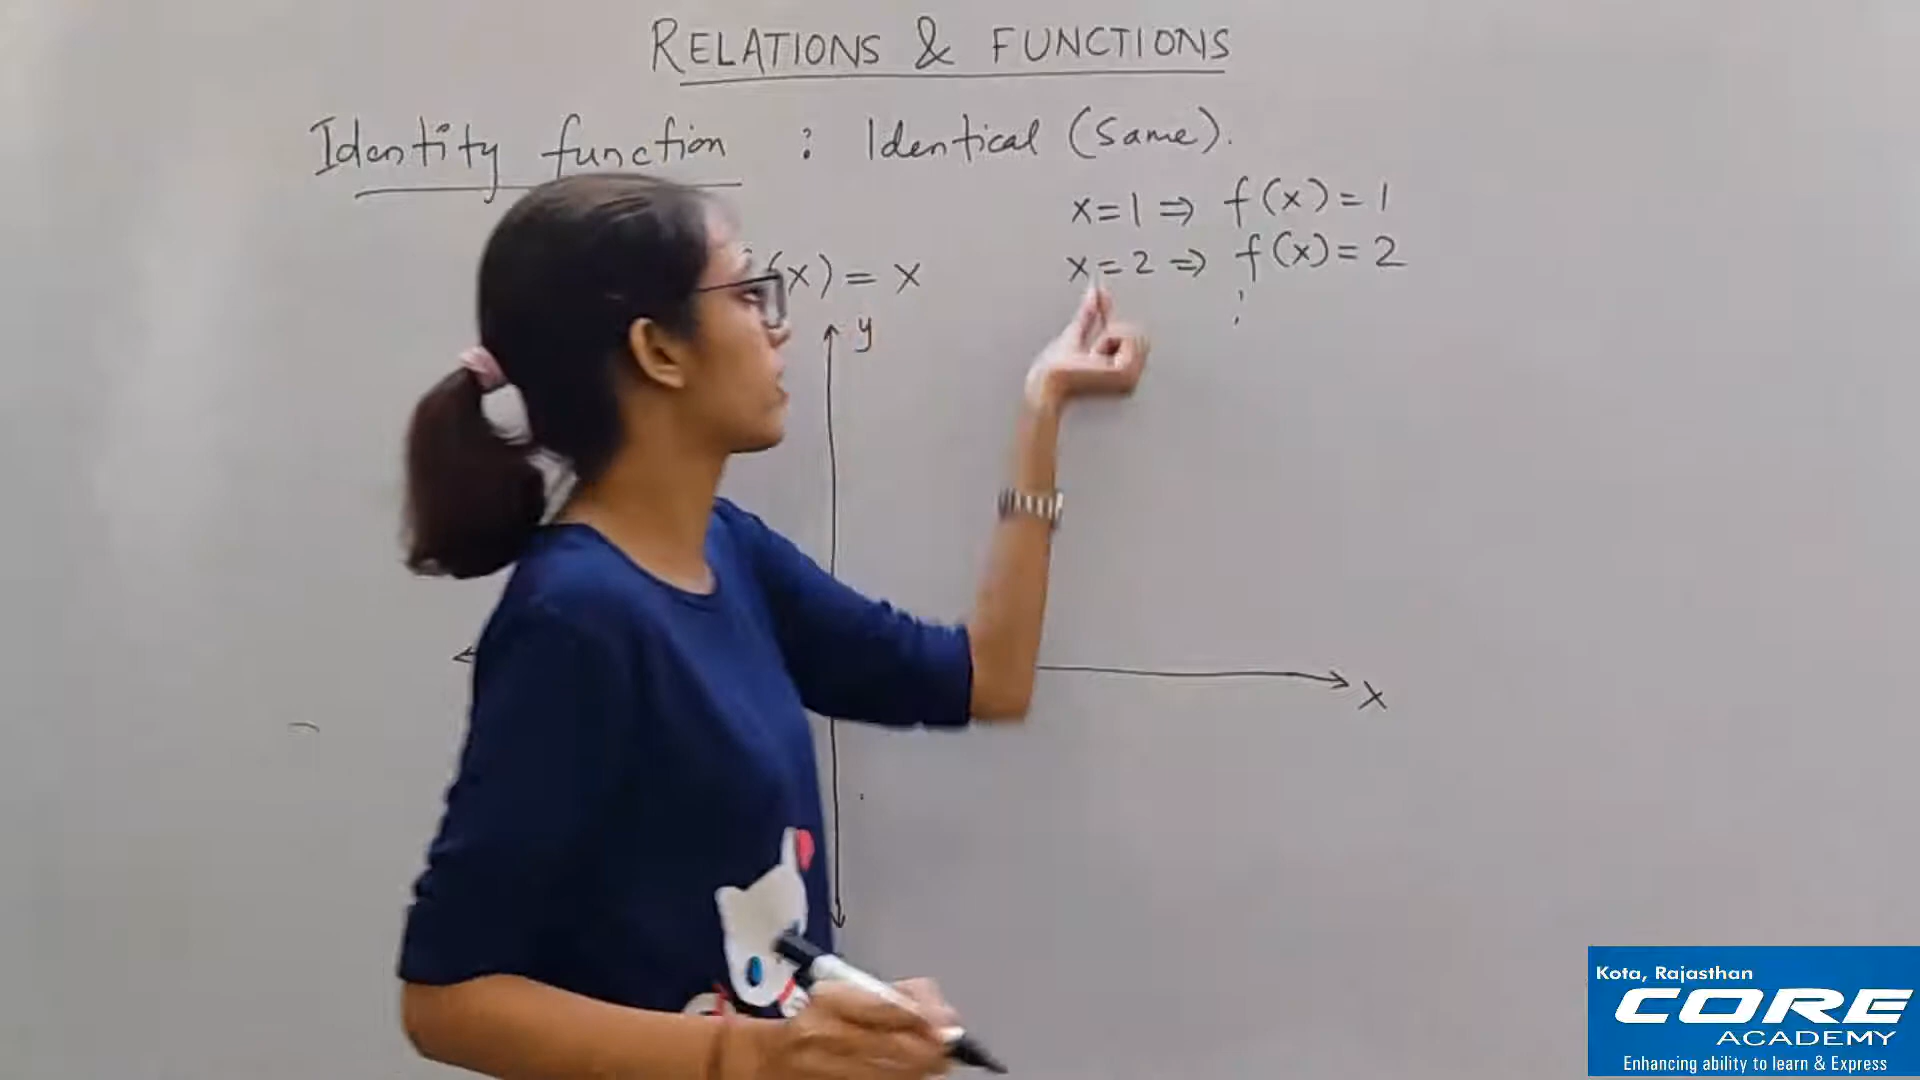 RELATIONS & FUNCTIONS
Identity function : Identical (Same).
x=1 ⇒ f(x)=1
x=2 ⇒ f(x)=2
⋮
f(x) = x
y
x
Kota, Rajasthan
CORE
ACADEMY
Enhancing ability to learn & Express